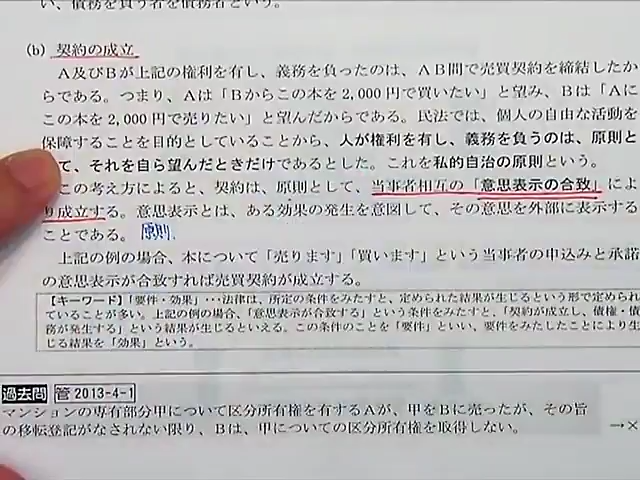 い、債務を負う者を債務者という。
(b) 契約の成立
A及びBが上記の権利を有し、義務を負ったのは、AB間で売買契約を締結したか
らである。つまり、Aは「Bからこの本を2,000円で買いたい」と望み、Bは「Aに
この本を2,000円で売りたい」と望んだからである。民法では、個人の自由な活動を
保障することを目的としていることから、人が権利を有し、義務を負うのは、原則と
て、それを自ら望んだときだけであるとした。これを私的自治の原則という。
この考え方によると、契約は、原則として、当事者相互の「意思表示の合致」によ
り成立する。意思表示とは、ある効果の発生を意図して、その意思を外部に表示する
ことである。 原則
上記の例の場合、本について「売ります」「買います」という当事者の申込みと承諾
の意思表示が合致すれば売買契約が成立する。
【キーワード】「要件・効果」･･･法律は、所定の条件をみたすと、定められた結果が生じるという形で定められ
ていることが多い。上記の例の場合、「意思表示が合致する」という条件をみたすと、「契約が成立し、債権・債
務が発生する」という結果が生じるといえる。この条件のことを「要件」といい、要件をみたしたことにより生
じる結果を「効果」という。
過去問 管 2013-4-1
マンションの専有部分甲について区分所有権を有するAが、甲をBに売ったが、その旨
の移転登記がなされない限り、Bは、甲についての区分所有権を取得しない。 →×